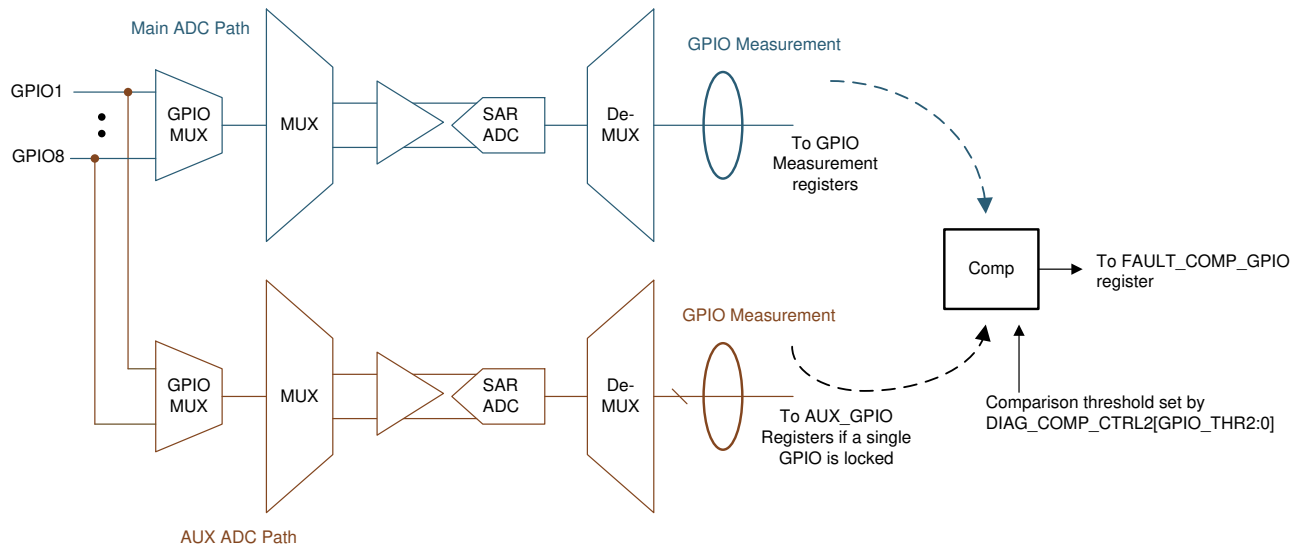 Main ADC Path
GPIO Measurement
GPIO1
GPIO8
GPIO
MUX
MUX
SAR
ADC
De-
MUX
To GPIO
Measurement
registers
Comp
To FAULT_COMP_GPIO
register
GPIO Measurement
GPIO
MUX
MUX
SAR
ADC
De-
MUX
To AUX_GPIO
Registers if a single
GPIO is locked
Comparison threshold set by
DIAG_COMP_CTRL2[GPIO_THR2:0]
AUX ADC Path